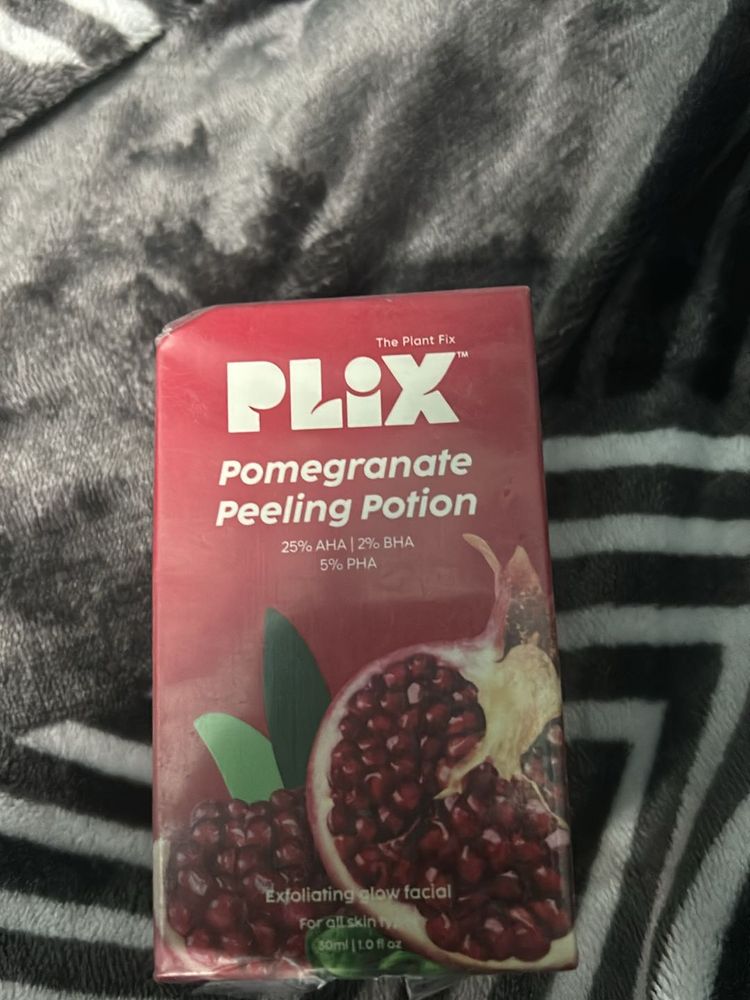 The Plant Fix
PLiX™
Pomegranate
Peeling Potion
25% AHA | 2% BHA
5% PHA
Exfoliating glow facial
For all skin
30ml | 1.0 fl oz